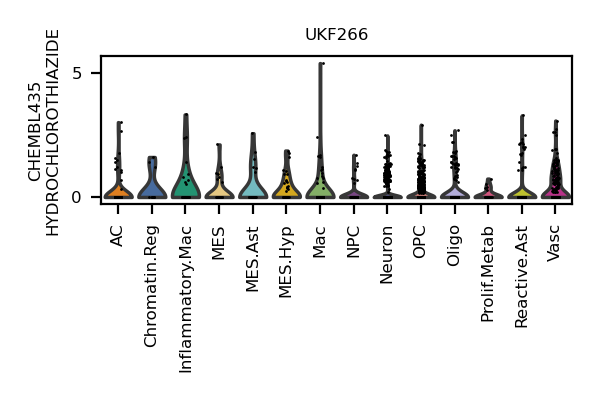 UKF266
CHEMBL435
HYDROCHLOROTHIAZIDE
5
0
AC
Chromatin.Reg
Inflammatory.Mac
MES
MES.Ast
MES.Hyp
Mac
NPC
Neuron
OPC
Oligo
Prolif.Metab
Reactive.Ast
Vasc